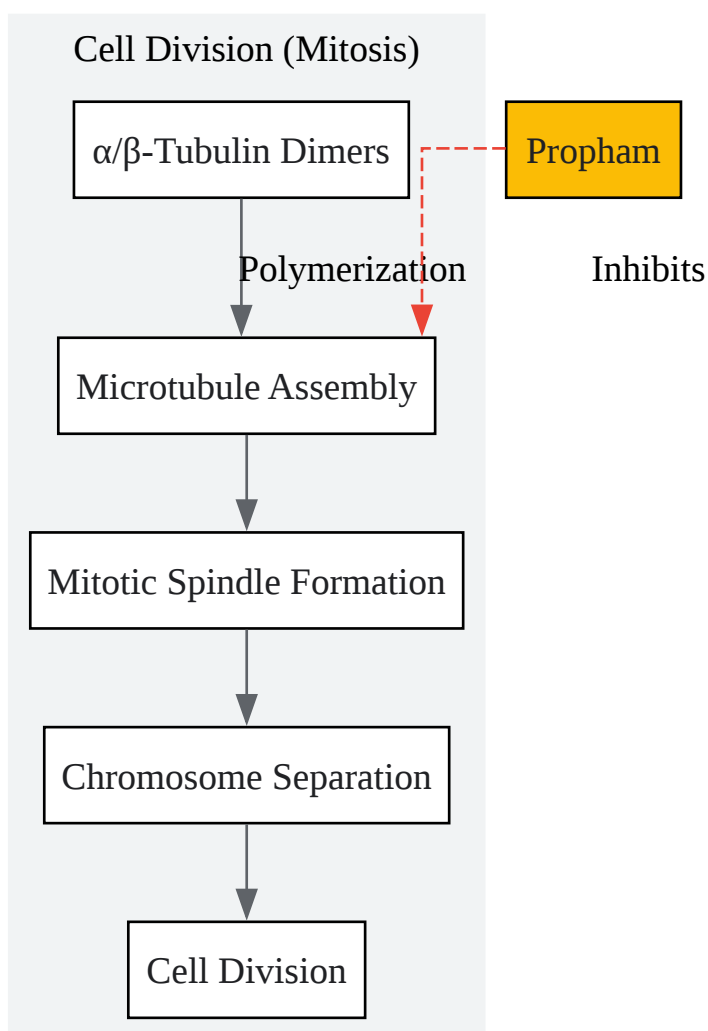 Cell Division (Mitosis)
α/β-Tubulin Dimers
Propham
Polymerization
Inhibits
Microtubule Assembly
Mitotic Spindle Formation
Chromosome Separation
Cell Division